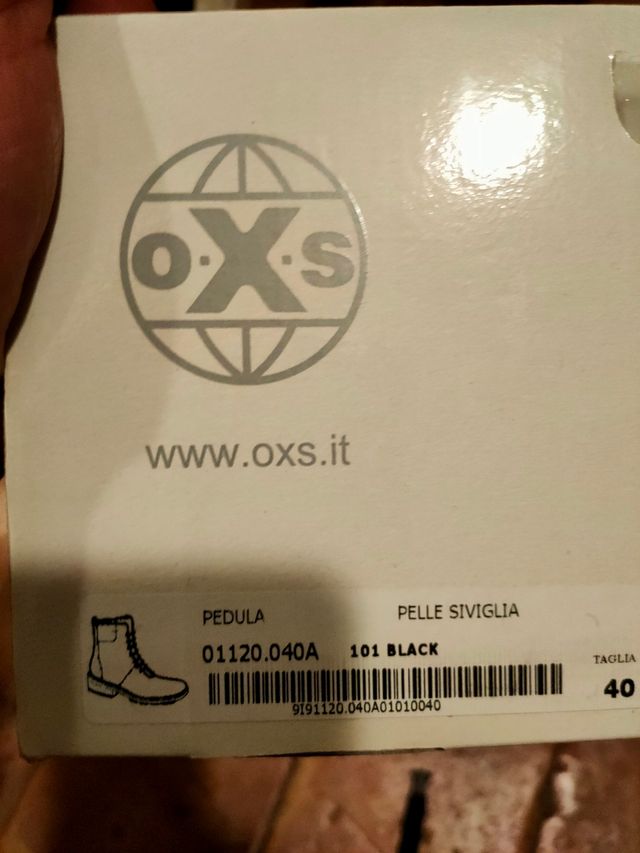 O·X·S
www.oxs.it
PEDULA PELLE SIVIGLIA
01120.040A 101 BLACK
TAGLIA
40
9I91120.040A01010040